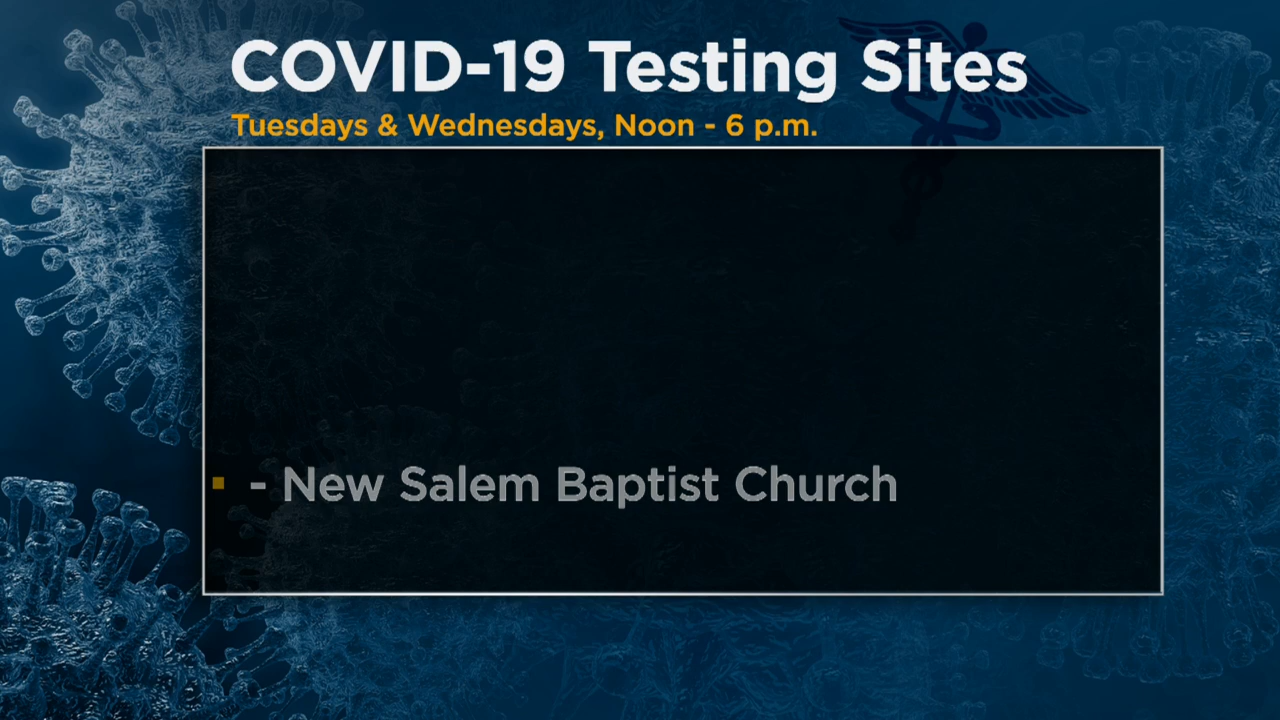 COVID-19 Testing Sites
Tuesdays & Wednesdays, Noon - 6 p.m.
▪ - New Salem Baptist Church